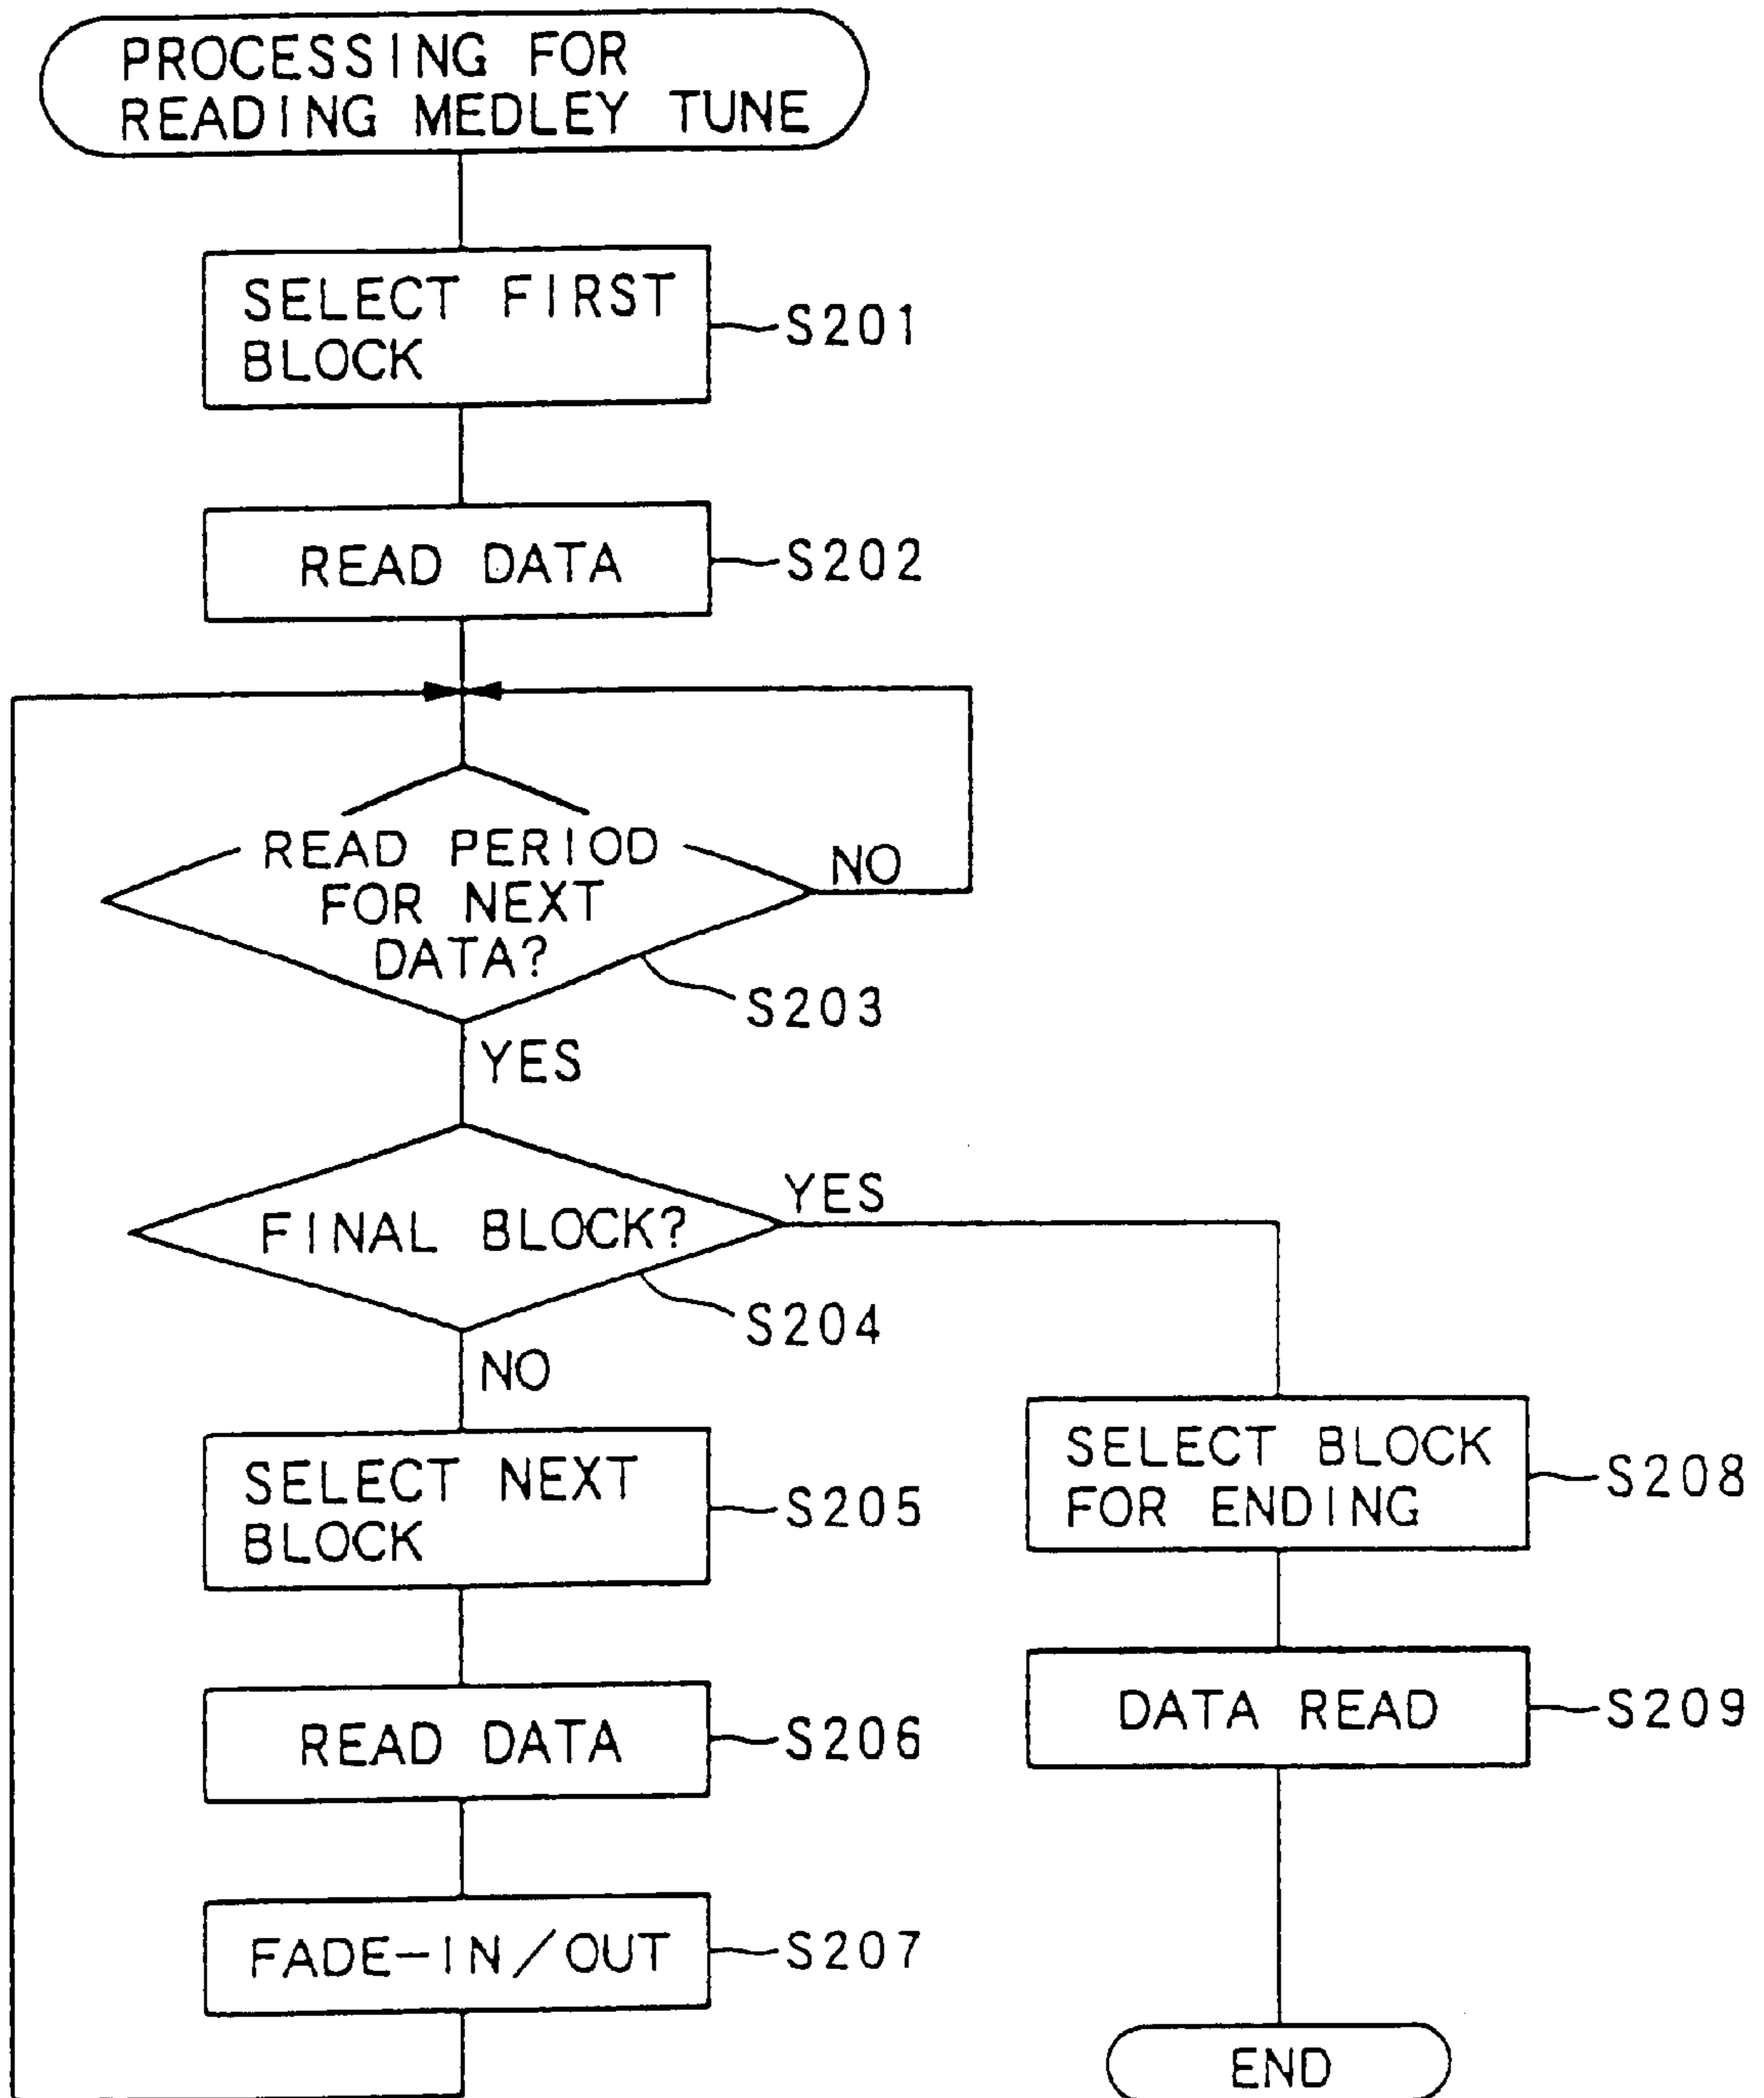 PROCESSING FOR
READING MEDLEY TUNE
SELECT FIRST
BLOCK
S201
READ DATA
S202
READ PERIOD
FOR NEXT
DATA?
NO
S203
YES
FINAL BLOCK?
YES
S204
NO
SELECT NEXT
BLOCK
S205
SELECT BLOCK
FOR ENDING
S208
READ DATA
S206
DATA READ
S209
FADE-IN/OUT
S207
END